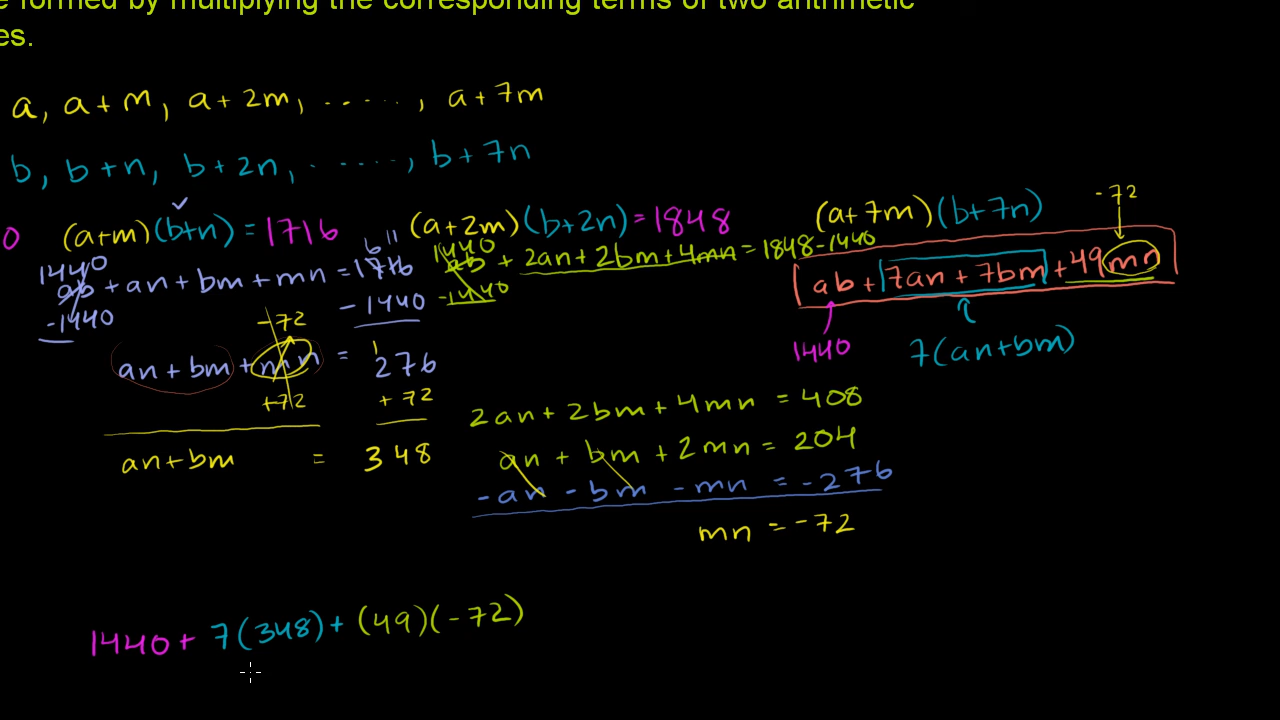 e formed by multiplying the corresponding terms of two arithmetic
es.
a, a+m, a+2m, ....., a+7m
b, b+n, b+2n, ....., b+7n
0 (a+m)(b+n) = 1716
1440
ab + an + bm + mn = 1716
-1440 - 1440
-72
an + bm + mn = 276
+72 + 72
an+bm = 348
(a+2m)(b+2n) = 1848
1440
ab + 2an + 2bm + 4mn = 1848-1440
-1440
2an + 2bm + 4mn = 408
an + bm + 2mn = 204
-an - bm - mn = -276
mn = -72
(a+7m)(b+7n)
-72
ab + 7an + 7bm + 49mn
1440 7(an+bm)
1440 + 7(348) + (49)(-72)